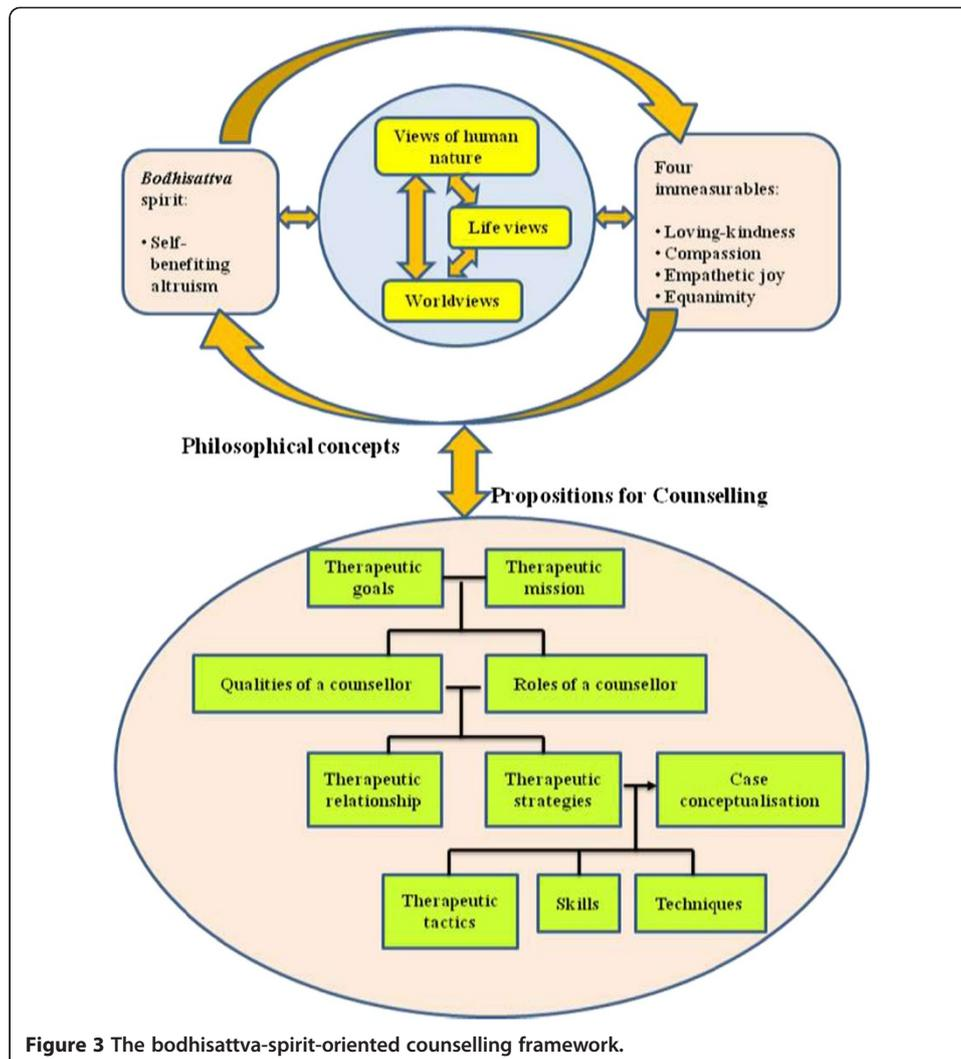 Views of human
nature
Life views
Worldviews
Bodhisattva
spirit:
• Self-
benefiting
altruism
Four
immeasurables:
• Loving-kindness
• Compassion
• Empathetic joy
• Equanimity
Philosophical concepts
Propositions for Counselling
Therapeutic
goals
Therapeutic
mission
Qualities of a counsellor
Roles of a counsellor
Therapeutic
relationship
Therapeutic
strategies
Case
conceptualisation
Therapeutic
tactics
Skills
Techniques
Figure 3 The bodhisattva-spirit-oriented counselling framework.